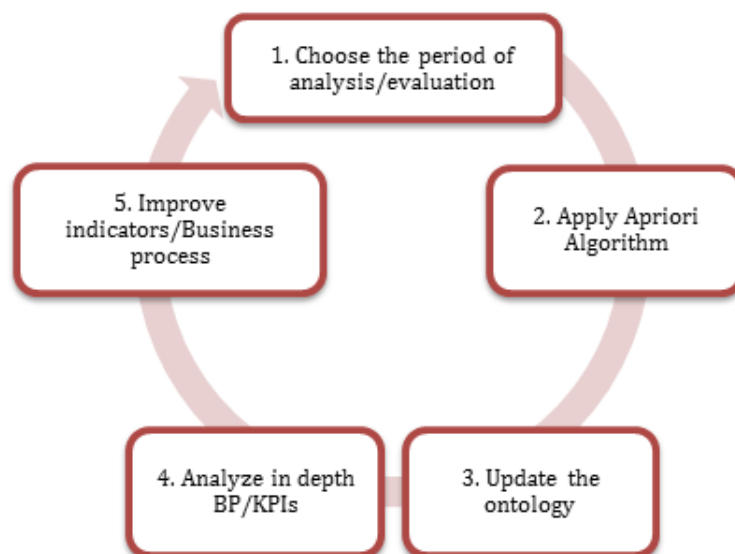 1. Choose the period of
analysis/evaluation
2. Apply Apriori
Algorithm
3. Update the
ontology
4. Analyze in depth
BP/KPIs
5. Improve
indicators/Business
process